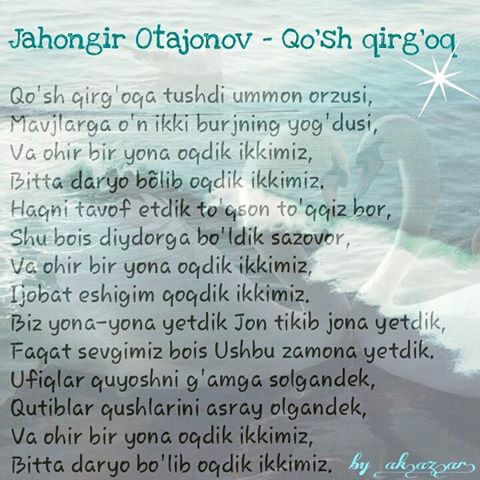 Jahongir Otajonov - Qo'sh qirg'oq
Qo'sh qirg'oqa tushdi ummon orzusi,
Mavjlarga o'n ikki burjning yog'dusi,
Va ohir bir yona oqdik ikkimiz,
Bitta daryo bôlib oqdik ikkimiz.
Haqni tavof etdik to qson to'qqiz bor,
Shu bois diydorga bo'ldik sazovor,
Va ohir bir yona oqdik ikkimiz,
Ijobat eshigim qoqdik ikkimiz.
Biz yona-yona yetdik Jon tikib jona yetdik,
Faqat sevgimiz bois Ushbu zamona yetdik.
Ufiqlar quyoshni g'amga solgandek,
Qutiblar qushlarini asray olgandek,
Va ohir bir yona oqdik ikkimiz,
Bitta daryo bo'lib oqdik ikkimiz.
by